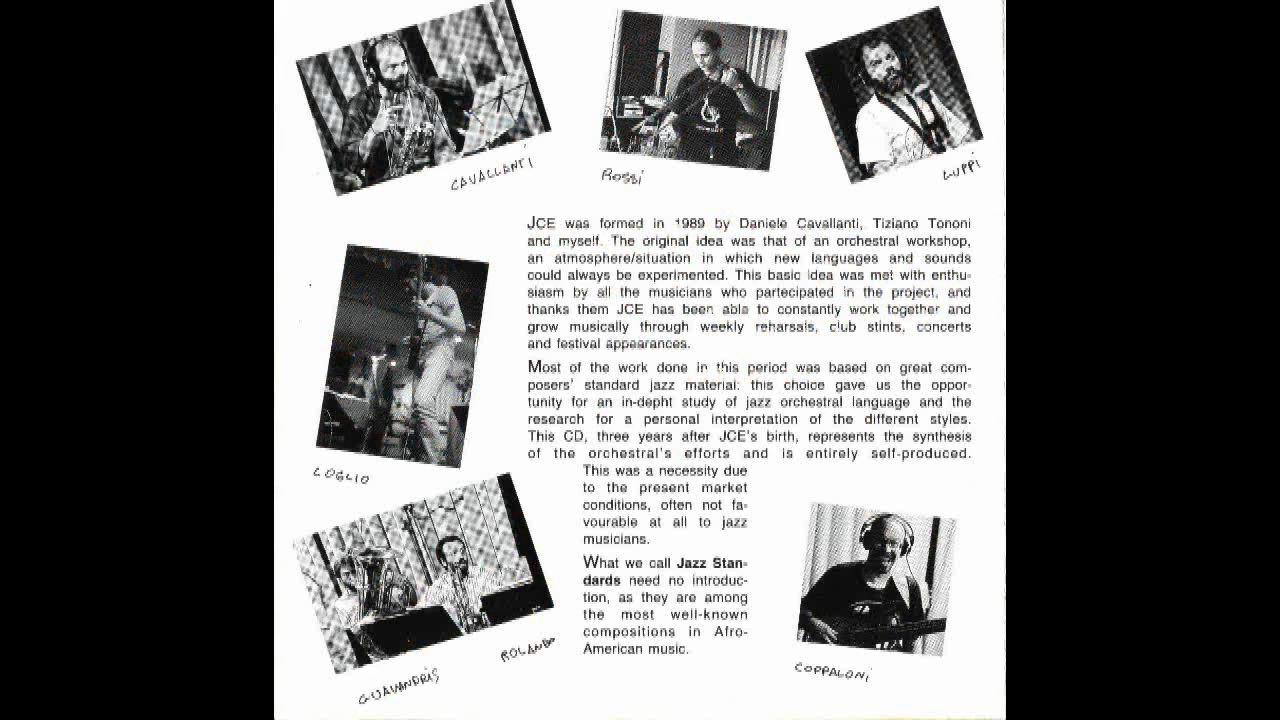 CAVALLANTI
ROSSI
LUPPI
JCE was formed in 1989 by Daniele Cavallanti, Tiziano Tononi
and myself. The original idea was that of an orchestral workshop,
an atmosphere/situation in which new languages and sounds
could always be experimented. This basic idea was met with enthu-
siasm by all the musicians who partecipated in the project, and
thanks them JCE has been able to constantly work together and
grow musically through weekly reharsals, club stints, concerts
and festival appearances.
Most of the work done in this period was based on great com-
posers' standard jazz material: this choice gave us the oppor-
tunity for an in-depht study of jazz orchestral language and the
research for a personal interpretation of the different styles.
This CD, three years after JCE's birth, represents the synthesis
of the orchestral's efforts and is entirely self-produced.
This was a necessity due
to the present market
conditions, often not fa-
vourable at all to jazz
musicians.
What we call Jazz Stan-
dards need no introduc-
tion, as they are among
the most well-known
compositions in Afro-
American music.
LOGLIO
GUAVANDRIS
ROLANDO
COPPALONI